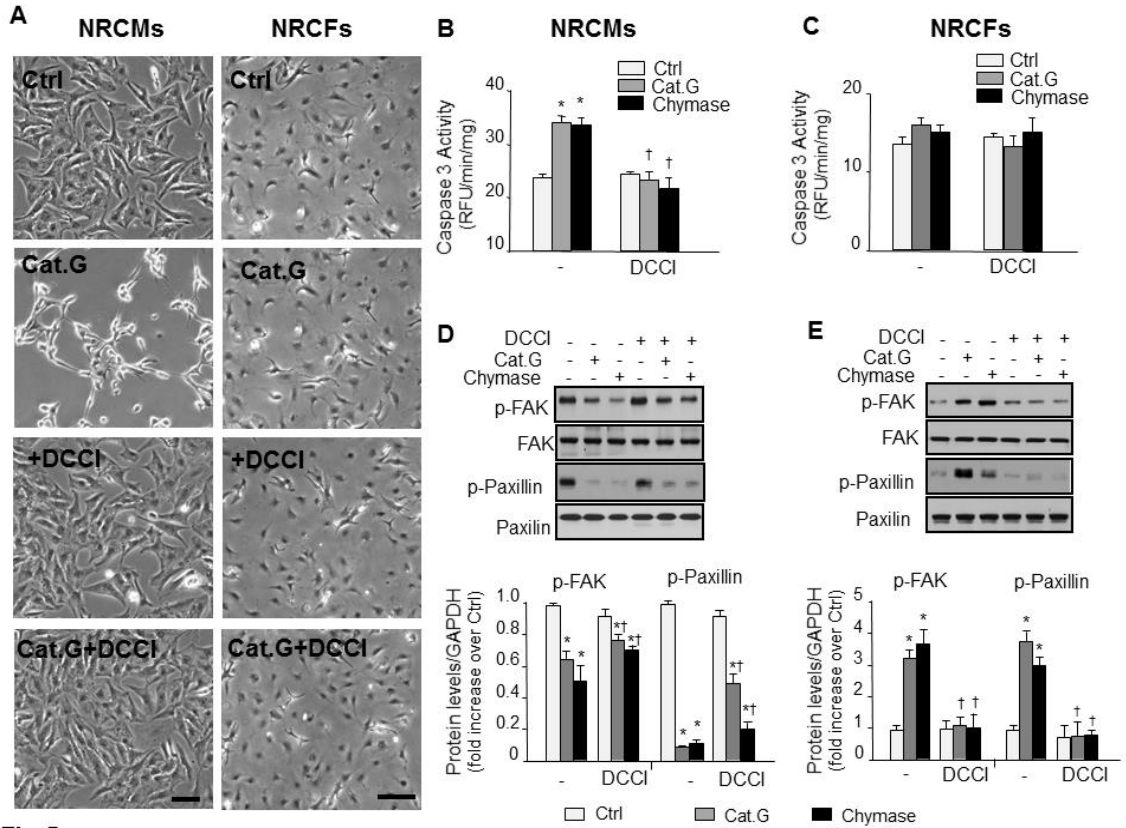 A
NRCMs
NRCFs
Ctrl
Ctrl
Cat.G
Cat.G
+DCCI
+DCCI
Cat.G+DCCI
Cat.G+DCCI
B
NRCMs
Ctrl
Cat.G
Chymase
Caspase 3 Activity
(RFU/min/mg)
40
30
20
10
* *
† †
-
DCCI
C
NRCFs
Ctrl
Cat.G
Chymase
Caspase 3 Activity
(RFU/min/mg)
20
10
0
-
DCCI
D
DCCI - - - + + +
Cat.G - + - - + -
Chymase - - + - - +
p-FAK
FAK
p-Paxillin
Paxilin
p-FAK
p-Paxillin
Protein levels/GAPDH
(fold increase over Ctrl)
1.0
0.8
0.6
0.4
0.2
0
* * *† *† * * *† *†
- DCCI - DCCI
E
DCCI - - - + + +
Cat.G - + - - + -
Chymase - - + - - +
p-FAK
FAK
p-Paxillin
Paxilin
p-FAK
p-Paxillin
Protein levels/GAPDH
(fold increase over Ctrl)
5
4
3
2
1
0
* * † † * * † †
- DCCI - DCCI
Ctrl Cat.G Chymase